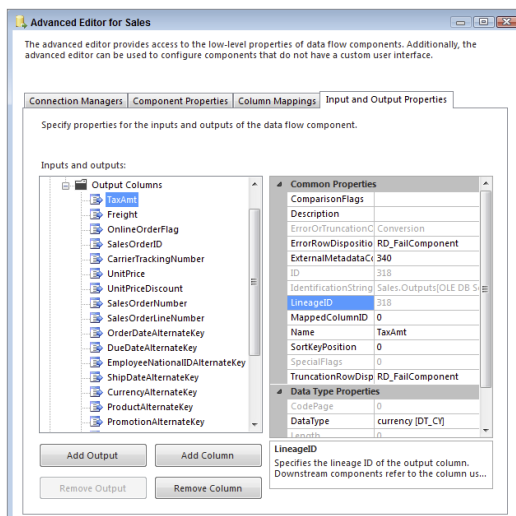 Advanced Editor for Sales
The advanced editor provides access to the low-level properties of data flow components. Additionally, the
advanced editor can be used to configure components that do not have a custom user interface.
Connection Managers Component Properties Column Mappings Input and Output Properties
Specify properties for the inputs and outputs of the data flow component.
Inputs and outputs:
Output Columns
TaxAmt
Freight
OnlineOrderFlag
SalesOrderID
CarrierTrackingNumber
UnitPrice
UnitPriceDiscount
SalesOrderNumber
SalesOrderLineNumber
OrderDateAlternateKey
DueDateAlternateKey
EmployeeNationalIDAlternateKey
ShipDateAlternateKey
CurrencyAlternateKey
ProductAlternateKey
PromotionAlternateKey
Common Properties
ComparisonFlags
Description
ErrorOrTruncationO Conversion
ErrorRowDispositio RD_FailComponent
ExternalMetadataCo 340
ID 318
IdentificationString Sales.Outputs[OLE DB So
LineageID 318
MappedColumnID 0
Name TaxAmt
SortKeyPosition 0
SpecialFlags 0
TruncationRowDisp RD_FailComponent
Data Type Properties
CodePage 0
DataType currency [DT_CY]
Length 0
LineageID
Specifies the lineage ID of the output column.
Downstream components refer to the column us...
Add Output Add Column
Remove Output Remove Column